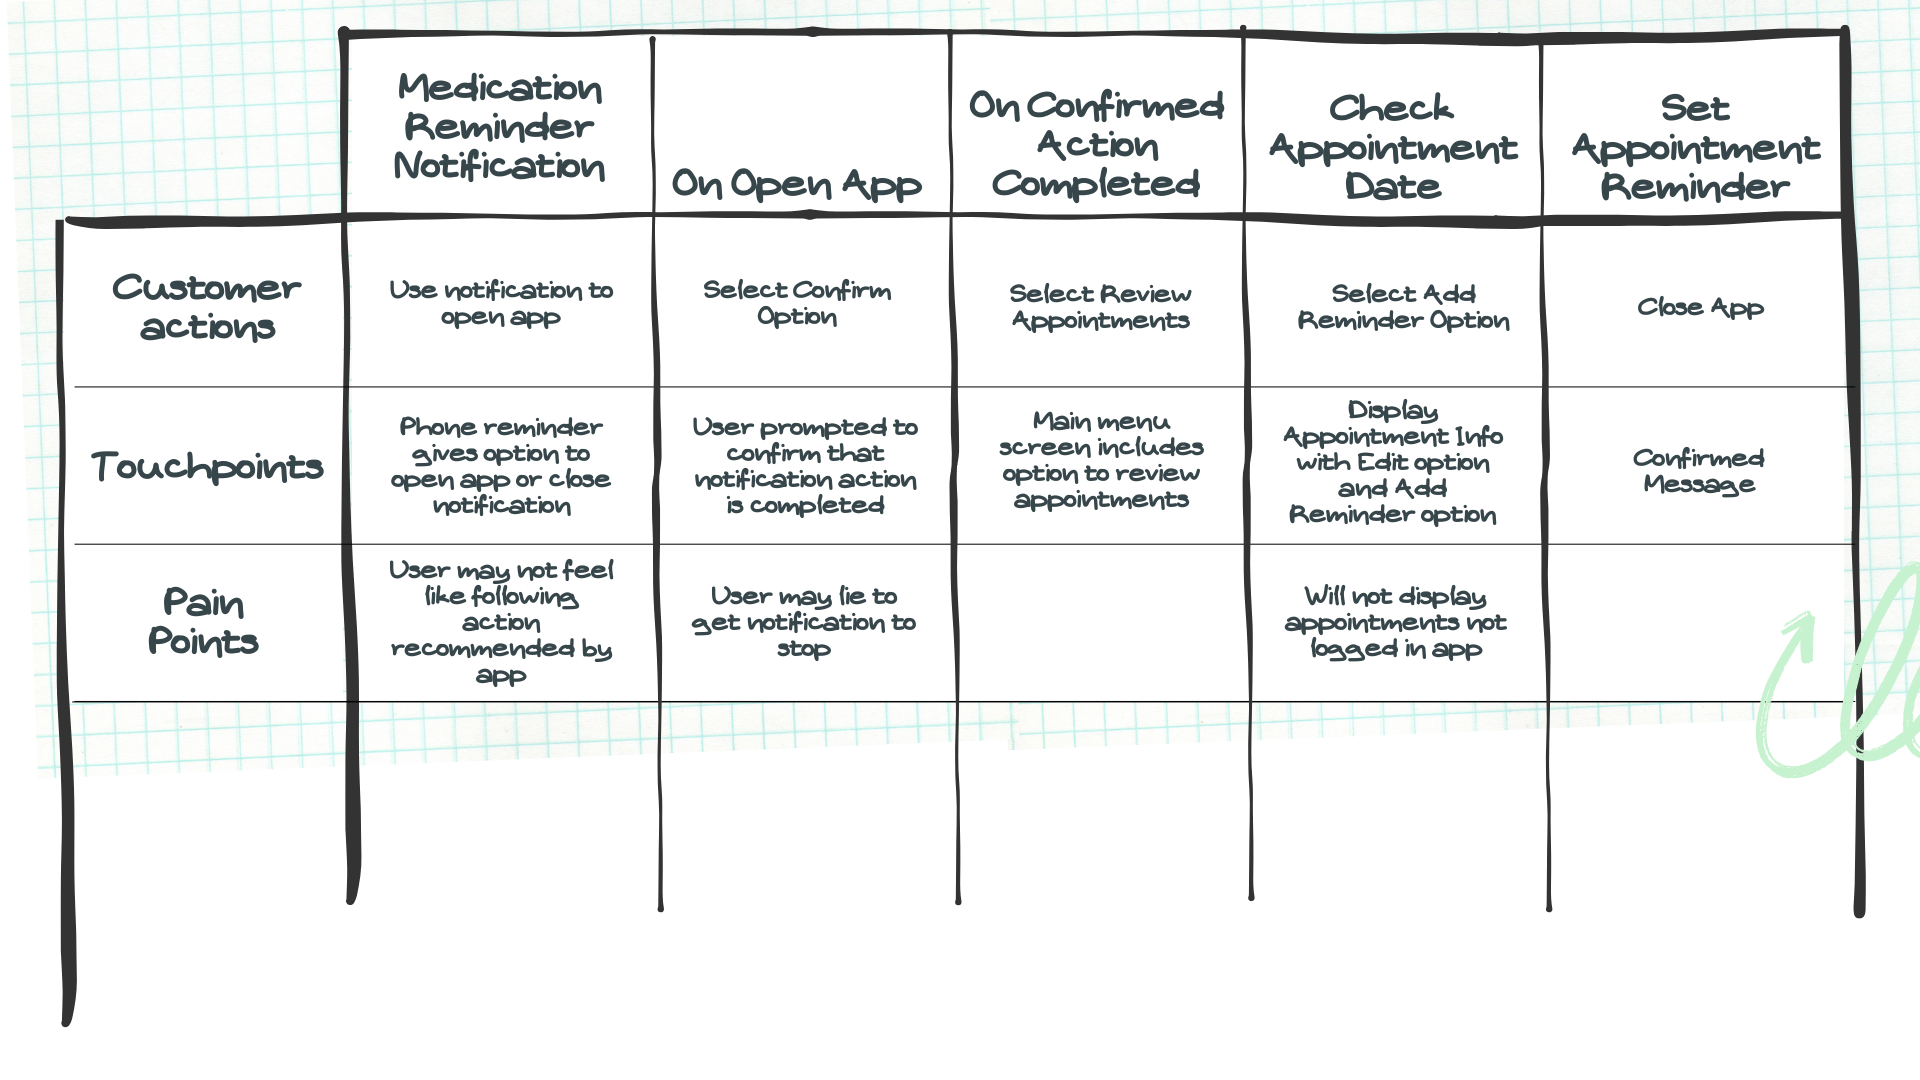 Medication
Reminder
Notification
On Open App
On Confirmed
Action
Completed
Check
Appointment
Date
Set
Appointment
Reminder
Customer
actions
Use notification to
open app
Select Confirm
Option
Select Review
Appointments
Select Add
Reminder Option
Close App
Touchpoints
Phone reminder
gives option to
open app or close
notification
User prompted to
confirm that
notification action
is completed
Main menu
screen includes
option to review
appointments
Display
Appointment Info
with Edit option
and Add
Reminder option
Confirmed
Message
Pain
Points
User may not feel
like following
action
recommended by
app
User may lie to
get notification to
stop
Will not display
appointments not
logged in app